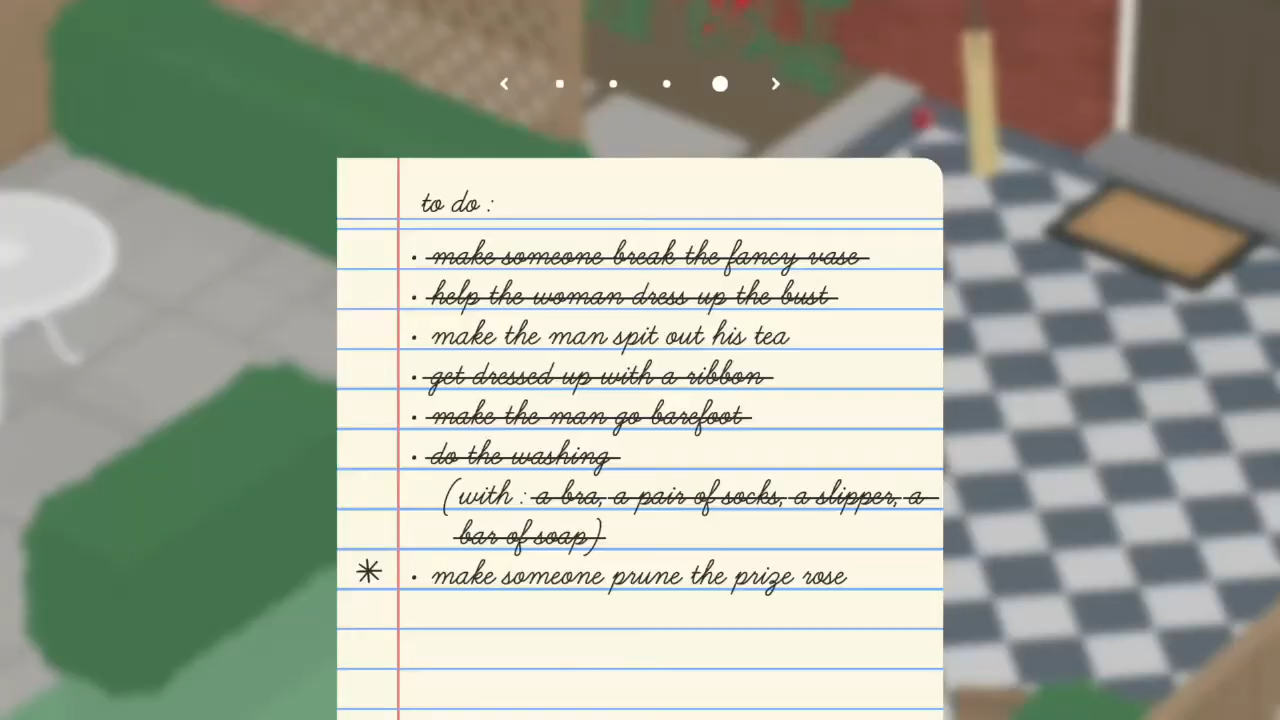 to do :
• make someone break the fancy vase
• help the woman dress up the bust
• make the man spit out his tea
• get dressed up with a ribbon
• make the man go barefoot
• do the washing
(with : a bra, a pair of socks, a slipper, a
bar of soap)
• make someone prune the prize rose